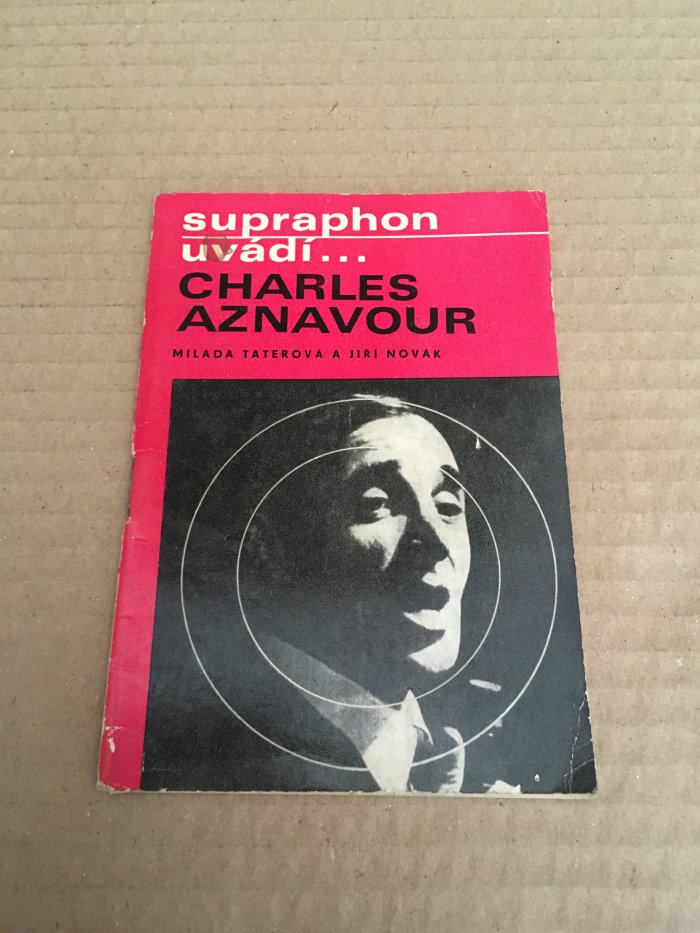 supraphon
uvádí...
CHARLES
AZNAVOUR
MILADA TATEROVÁ A JIŘÍ NOVÁK